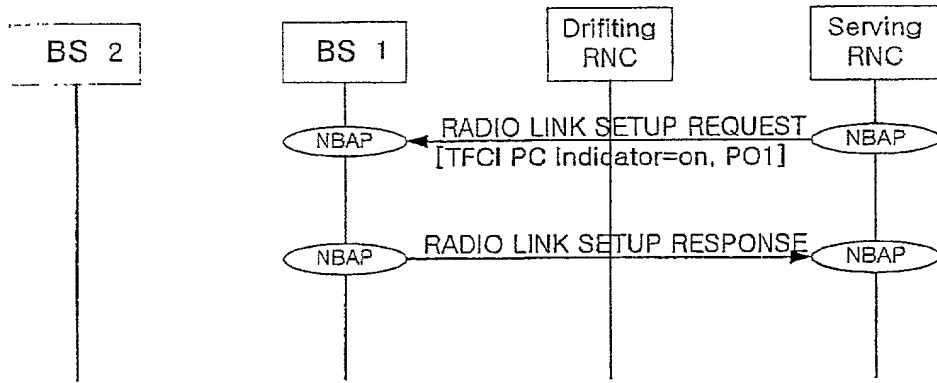 BS 2
BS 1
Drifiting
RNC
Serving
RNC
NBAP
RADIO LINK SETUP REQUEST
NBAP
[TFCI PC Indicator=on, PO1]
NBAP
RADIO LINK SETUP RESPONSE
NBAP